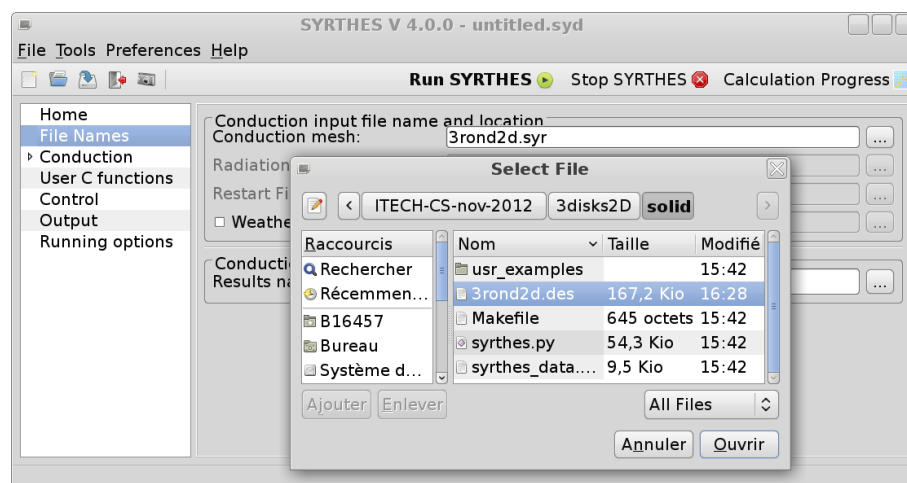 SYRTHES V 4.0.0 - untitled.syd
File Tools Preferences Help
Run SYRTHES Stop SYRTHES Calculation Progress
Home
File Names
Conduction
User C functions
Control
Output
Running options
Conduction input file name and location
Conduction mesh: 3rond2d.syr ...
Radiation ...
Restart Fi ...
Weathe ...
Conducti
Results na ...
Select File
ITECH-CS-nov-2012 3disks2D solid
Raccourcis
Rechercher
Récemmen...
B16457
Bureau
Système d...
Nom Taille Modifié
usr_examples 15:42
3rond2d.des 167,2 Kio 16:28
Makefile 645 octets 15:42
syrthes.py 54,3 Kio 15:42
syrthes_data.... 9,5 Kio 15:42
Ajouter Enlever
All Files
Annuler Ouvrir